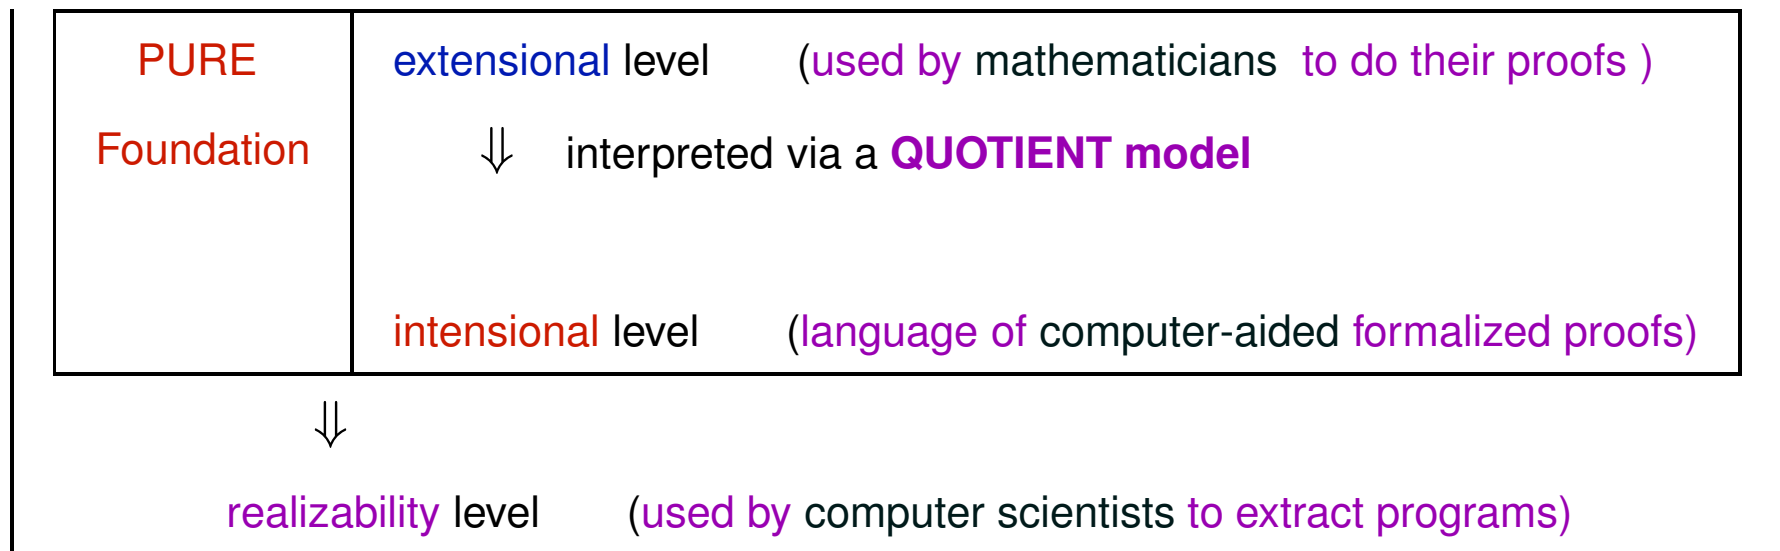 PURE extensional level (used by mathematicians to do their proofs )
Foundation ⇓ interpreted via a QUOTIENT model
intensional level (language of computer-aided formalized proofs)
⇓
realizability level (used by computer scientists to extract programs)